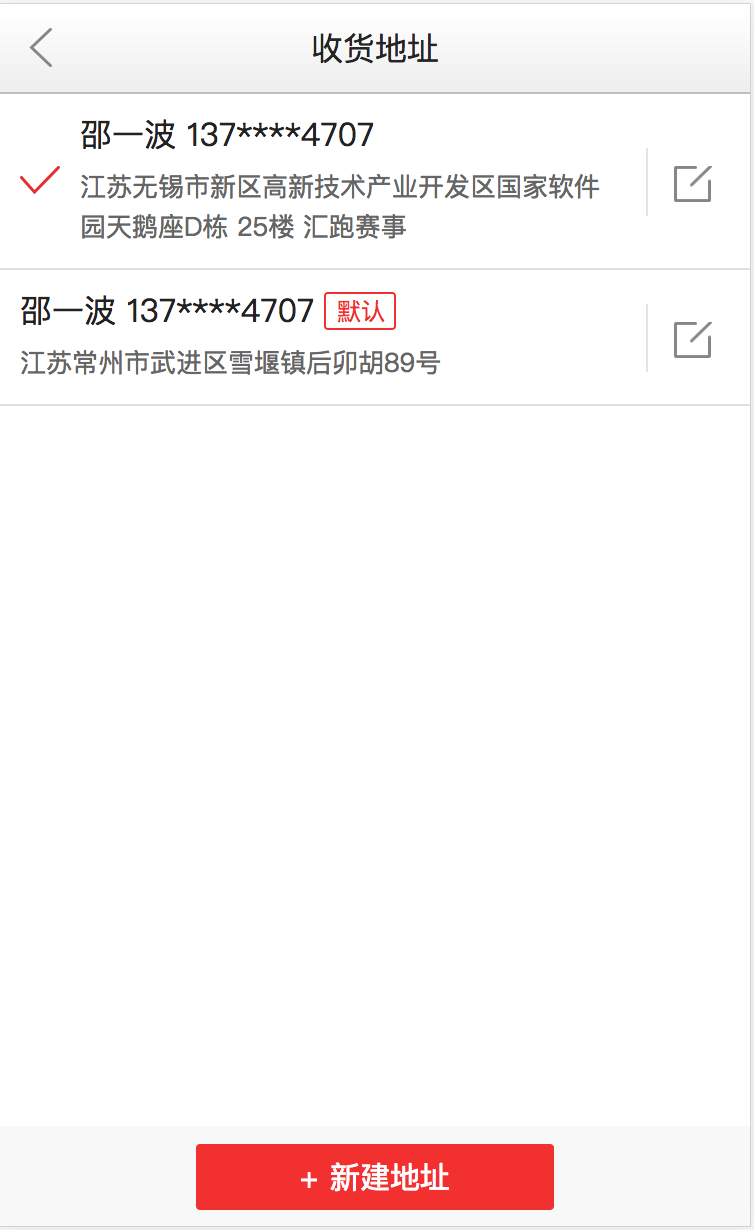 收货地址
邵一波 137****4707
江苏无锡市新区高新技术产业开发区国家软件
园天鹅座D栋 25楼 汇跑赛事
邵一波 137****4707 默认
江苏常州市武进区雪堰镇后卯胡89号
+ 新建地址